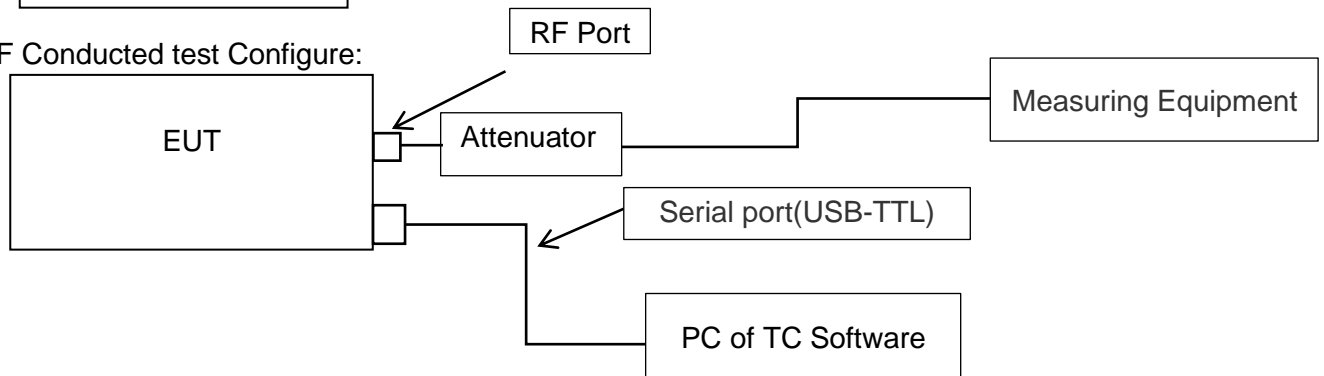 RF Port
F Conducted test Configure:
EUT
Attenuator
Measuring Equipment
Serial port(USB-TTL)
PC of TC Software